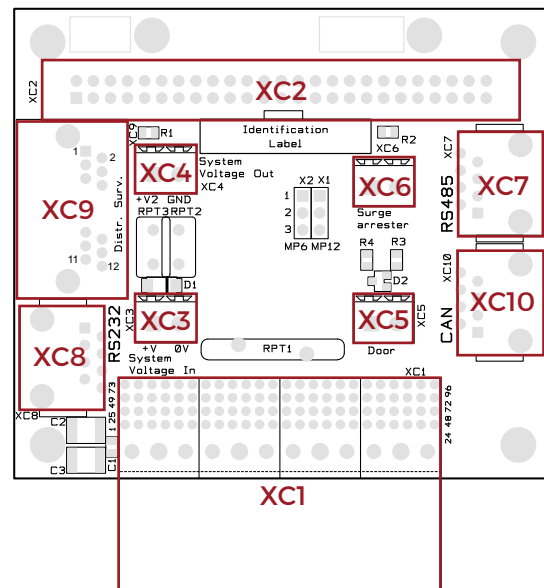 XC2
XC2
XC9
R1
Identification
Label
R2
XC6
XC7
1
2
XC4
System
Voltage Out
XC4
+V2 GND
RPT3 RPT2
X2 X1
1
2
3
MP6 MP12
XC6
Surge
arrester
RS485
XC7
XC9
Distr. Surv.
11
12
D1
R4
R3
D2
XC10
XC3
XC3
+V
0V
System
Voltage In
RPT1
XC5
XC5
Door
CAN
XC10
XC8
RS232
XC8
C2
C3
C1
1 25 49 73
XC1
24 48 72 96
XC1